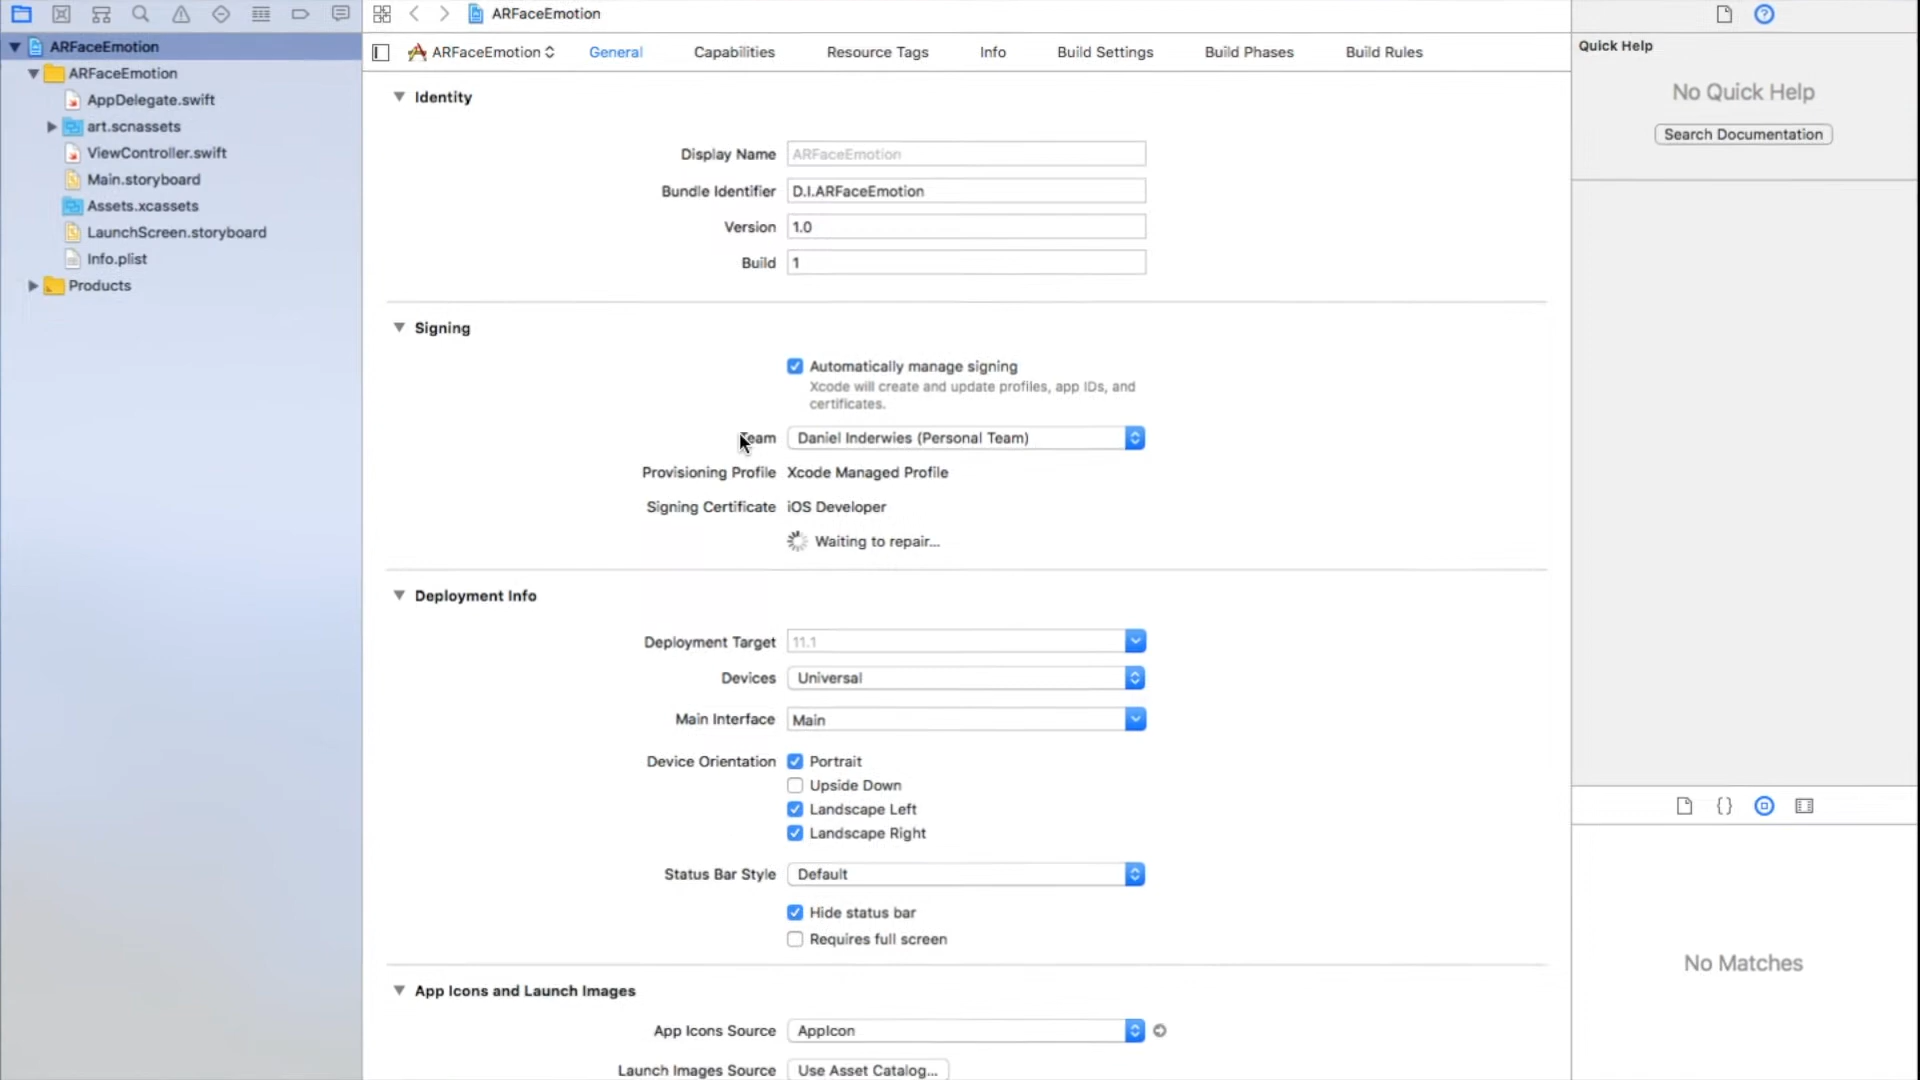 ARFaceEmotion
ARFaceEmotion
General
Capabilities
Resource Tags
Info
Build Settings
Build Phases
Build Rules
ARFaceEmotion
ARFaceEmotion
AppDelegate.swift
art.scnassets
ViewController.swift
Main.storyboard
Assets.xcassets
LaunchScreen.storyboard
Info.plist
Products
Identity
Display Name ARFaceEmotion
Bundle Identifier D.I.ARFaceEmotion
Version 1.0
Build 1
Signing
Automatically manage signing
Xcode will create and update profiles, app IDs, and
certificates.
Team Daniel Inderwies (Personal Team)
Provisioning Profile Xcode Managed Profile
Signing Certificate iOS Developer
Waiting to repair...
Deployment Info
Deployment Target 11.1
Devices Universal
Main Interface Main
Device Orientation Portrait
Upside Down
Landscape Left
Landscape Right
Status Bar Style Default
Hide status bar
Requires full screen
App Icons and Launch Images
App Icons Source AppIcon
Launch Images Source Use Asset Catalog...
Quick Help
No Quick Help
Search Documentation
No Matches